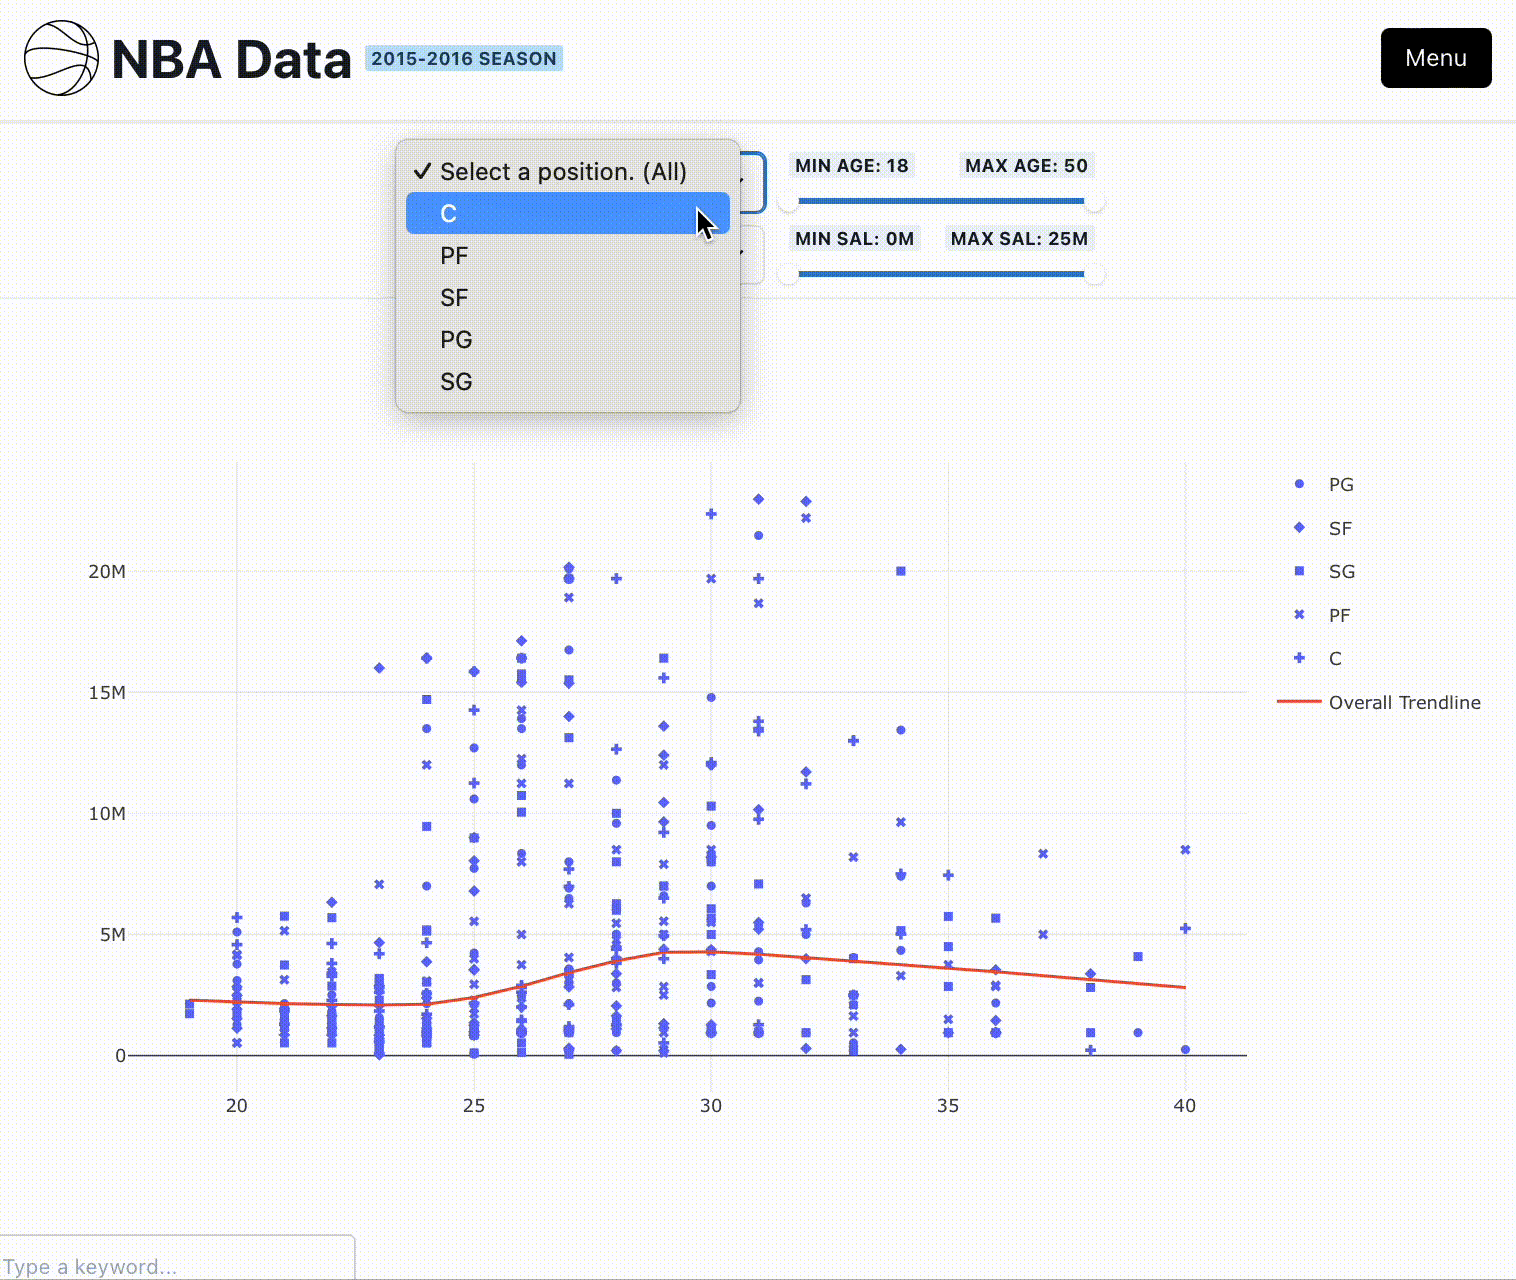 NBA Data 2015-2016 SEASON
Menu
✓ Select a position. (All)
C
PF
SF
PG
SG
MIN AGE: 18 MAX AGE: 50
MIN SAL: 0M MAX SAL: 25M
PG
SF
SG
PF
C
Overall Trendline
20M
15M
10M
5M
0
20 25 30 35 40
Type a keyword...